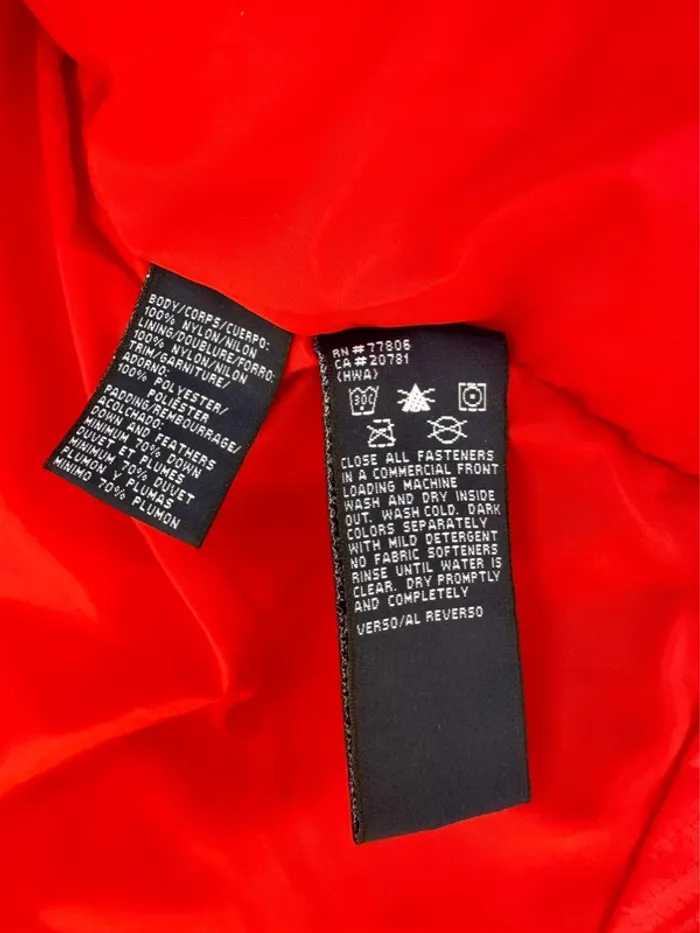 BODY/CORPS/CUERPO:
100% NYLON/NILON
LINING/DOUBLURE/FORRO:
100% NYLON/NILON
TRIM/GARNITURE/
ADORNO:
100% POLYESTER/
POLIÉSTER
PADDING/REMBOURRAGE/
ACOLCHADO:
DOWN AND FEATHERS
MINIMUM 70% DOWN
DUVET ET PLUMES
MINIMUM 70% DUVET
PLUMON Y PLUMAS
MINIMO 70% PLUMON
RN#77806
CA#20781
(HWA)
30C
CLOSE ALL FASTENERS
IN A COMMERCIAL FRONT
LOADING MACHINE
WASH AND DRY INSIDE
OUT. WASH COLD. DARK
COLORS SEPARATELY
WITH MILD DETERGENT
NO FABRIC SOFTENERS
RINSE UNTIL WATER IS
CLEAR. DRY PROMPTLY
AND COMPLETELY
VERSO/AL REVERSO